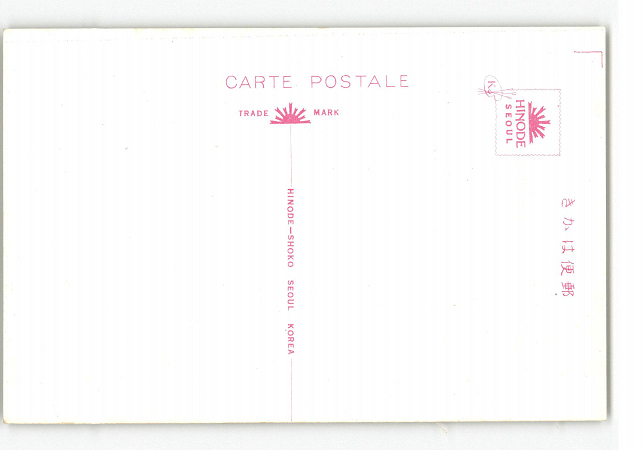 CARTE POSTALE
TRADE MARK
HINODE—SHOKO SEOUL KOREA
K
HINODE
SEOUL
きかは便郵